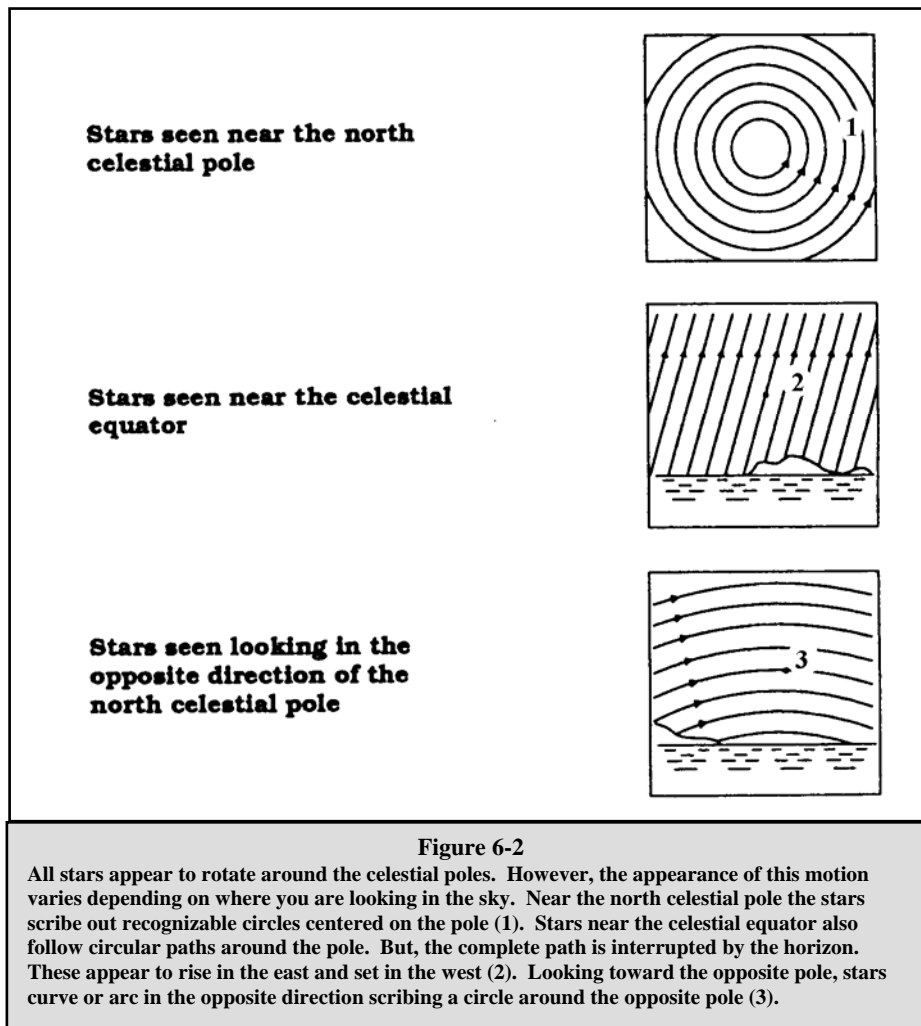 Stars seen near the north
celestial pole
1
Stars seen near the celestial
equator
2
Stars seen looking in the
opposite direction of the
north celestial pole
3
Figure 6-2
All stars appear to rotate around the celestial poles.  However, the appearance of this motion
varies depending on where you are looking in the sky.  Near the north celestial pole the stars
scribe out recognizable circles centered on the pole (1).  Stars near the celestial equator also
follow circular paths around the pole.  But, the complete path is interrupted by the horizon.
These appear to rise in the east and set in the west (2).  Looking toward the opposite pole, stars
curve or arc in the opposite direction scribing a circle around the opposite pole (3).